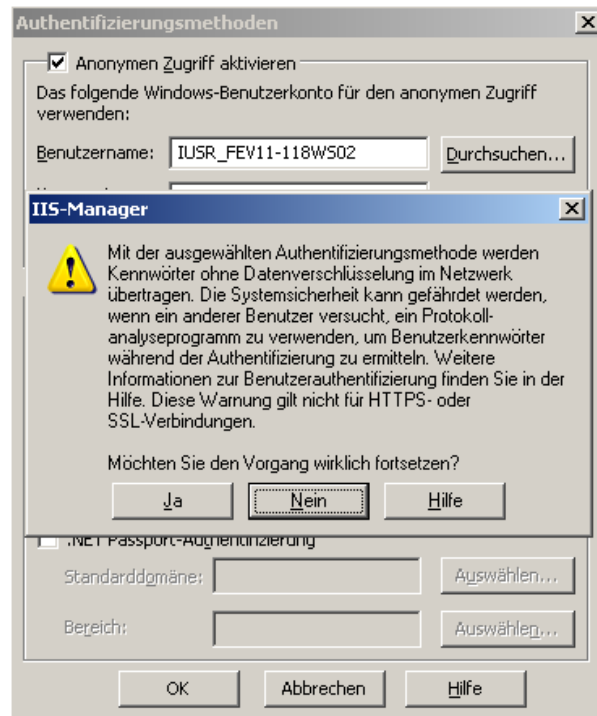 Authentifizierungsmethoden
Anonymen Zugriff aktivieren
Das folgende Windows-Benutzerkonto für den anonymen Zugriff
verwenden:
Benutzername: IUSR_FEV11-118WS02 Durchsuchen...
IIS-Manager
Mit der ausgewählten Authentifizierungsmethode werden
Kennwörter ohne Datenverschlüsselung im Netzwerk
übertragen. Die Systemsicherheit kann gefährdet werden,
wenn ein anderer Benutzer versucht, ein Protokoll-
analyseprogramm zu verwenden, um Benutzerkennwörter
während der Authentifizierung zu ermitteln. Weitere
Informationen zur Benutzerauthentifizierung finden Sie in der
Hilfe. Diese Warnung gilt nicht für HTTPS- oder
SSL-Verbindungen.
Möchten Sie den Vorgang wirklich fortsetzen?
Ja Nein Hilfe
.NET Passport-Authentifizierung
Standarddomäne: Auswählen...
Bereich: Auswählen...
OK Abbrechen Hilfe